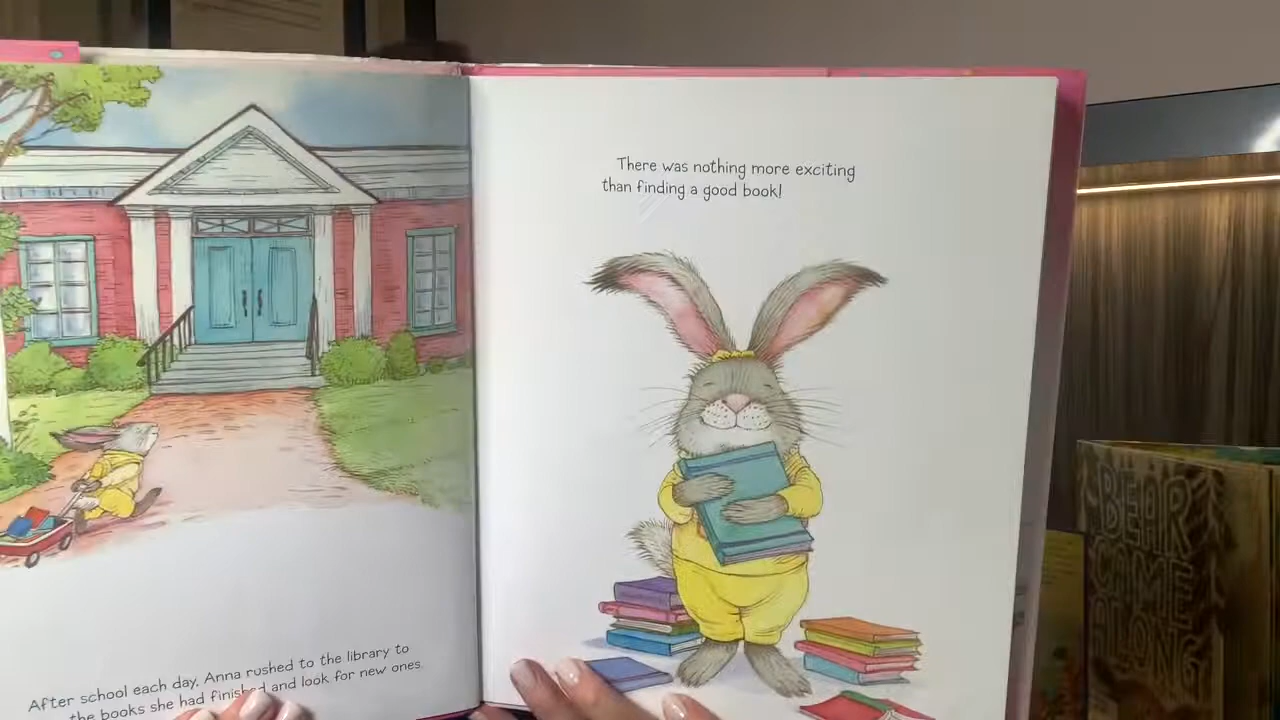 After school each day, Anna rushed to the library to
the books she had finished and look for new ones.
There was nothing more exciting
than finding a good book!
BEAR
CAME
ALONG